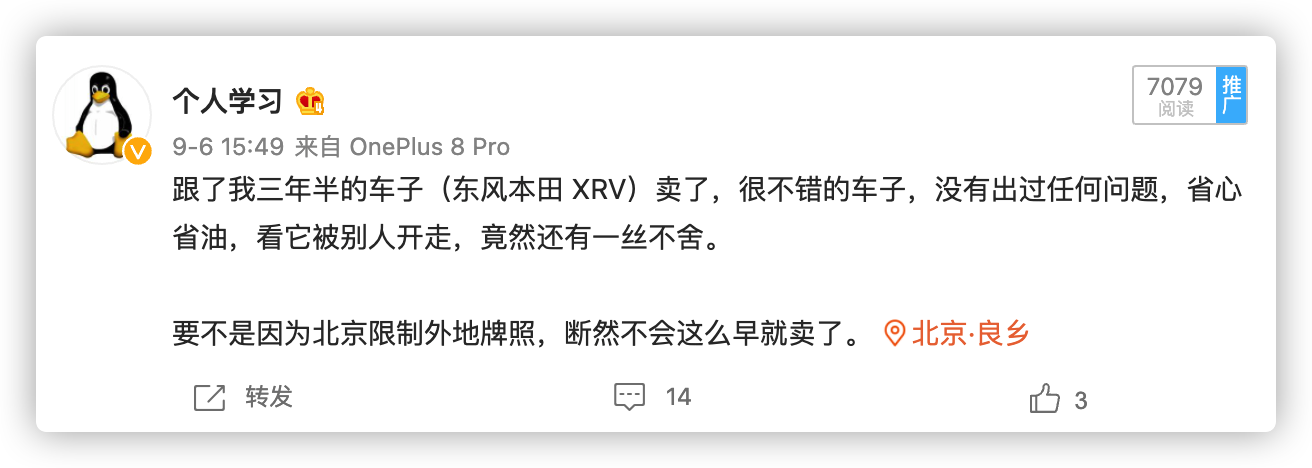 个人学习
4
7079
阅读
推广
9-6 15:49 来自 OnePlus 8 Pro
跟了我三年半的车子（东风本田 XRV）卖了，很不错的车子，没有出过任何问题，省心
省油，看它被别人开走，竟然还有一丝不舍。
要不是因为北京限制外地牌照，断然不会这么早就卖了。 北京·良乡
转发
14
3